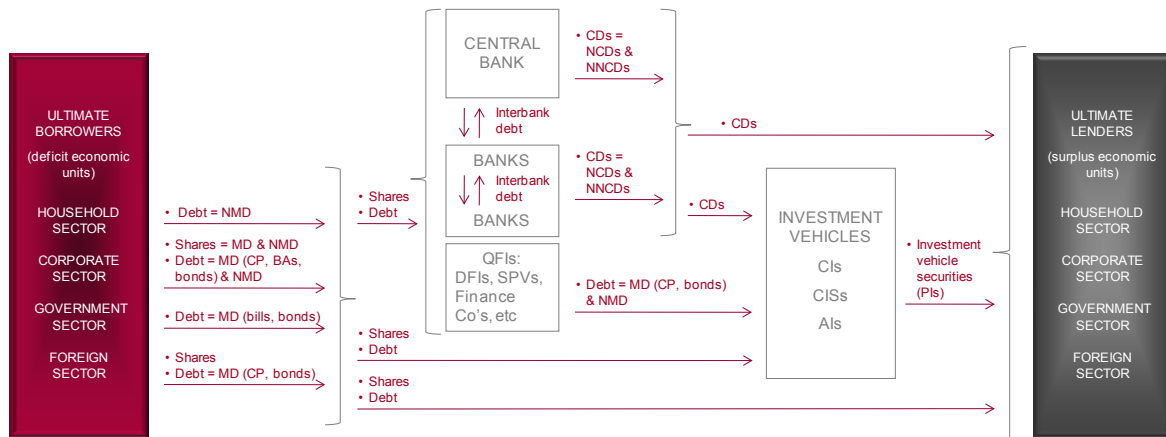 ULTIMATE
BORROWERS
(deficit economic
units)
HOUSEHOLD
SECTOR
CORPORATE
SECTOR
GOVERNMENT
SECTOR
FOREIGN
SECTOR
• Debt = NMD
• Shares = MD & NMD
• Debt = MD (CP, BAs,
bonds) & NMD
• Debt = MD (bills, bonds)
• Shares
• Debt = MD (CP, bonds)
• Shares
• Debt
CENTRAL
BANK
Interbank
debt
BANKS
Interbank
debt
BANKS
QFIs:
DFIs, SPVs,
Finance
Co's, etc
• CDs =
NCDs &
NNCDs
• CDs =
NCDs &
NNCDs
• Debt = MD (CP, bonds)
& NMD
• Shares
• Debt
• Shares
• Debt
• CDs
• CDs
INVESTMENT
VEHICLES
CIs
CISs
AIs
• Investment
vehicle
securities
(PIs)
ULTIMATE
LENDERS
(surplus economic
units)
HOUSEHOLD
SECTOR
CORPORATE
SECTOR
GOVERNMENT
SECTOR
FOREIGN
SECTOR